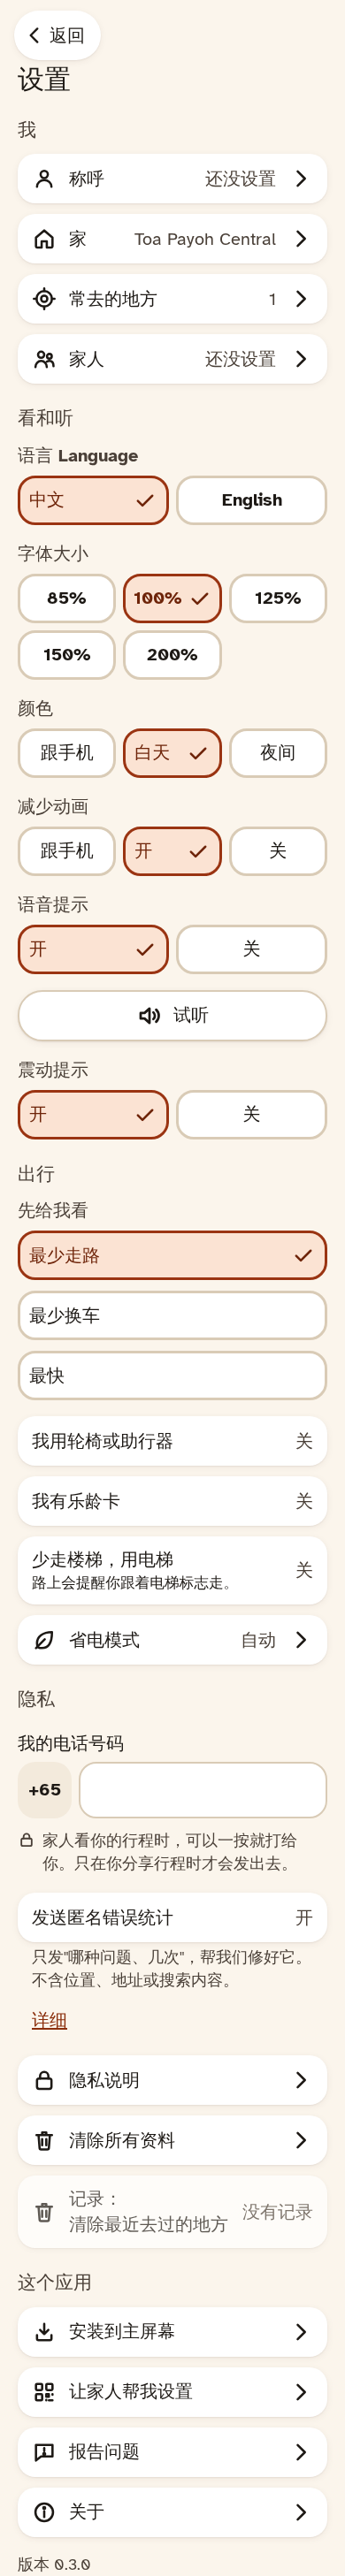 返回
设置
我
称呼 还没设置
家 Toa Payoh Central
常去的地方 1
家人 还没设置
看和听
语言 Language
中文 English
字体大小
85% 100% 125%
150% 200%
颜色
跟手机 白天 夜间
减少动画
跟手机 开 关
语音提示
开 关
试听
震动提示
开 关
出行
先给我看
最少走路
最少换车
最快
我用轮椅或助行器 关
我有乐龄卡 关
少走楼梯，用电梯 关
路上会提醒你跟着电梯标志走。
省电模式 自动
隐私
我的电话号码
+65
家人看你的行程时，可以一按就打给
你。只在你分享行程时才会发出去。
发送匿名错误统计 开
只发"哪种问题、几次"，帮我们修好它。
不含位置、地址或搜索内容。
详细
隐私说明
清除所有资料
记录：
清除最近去过的地方 没有记录
这个应用
安装到主屏幕
让家人帮我设置
报告问题
关于
版本 0.3.0